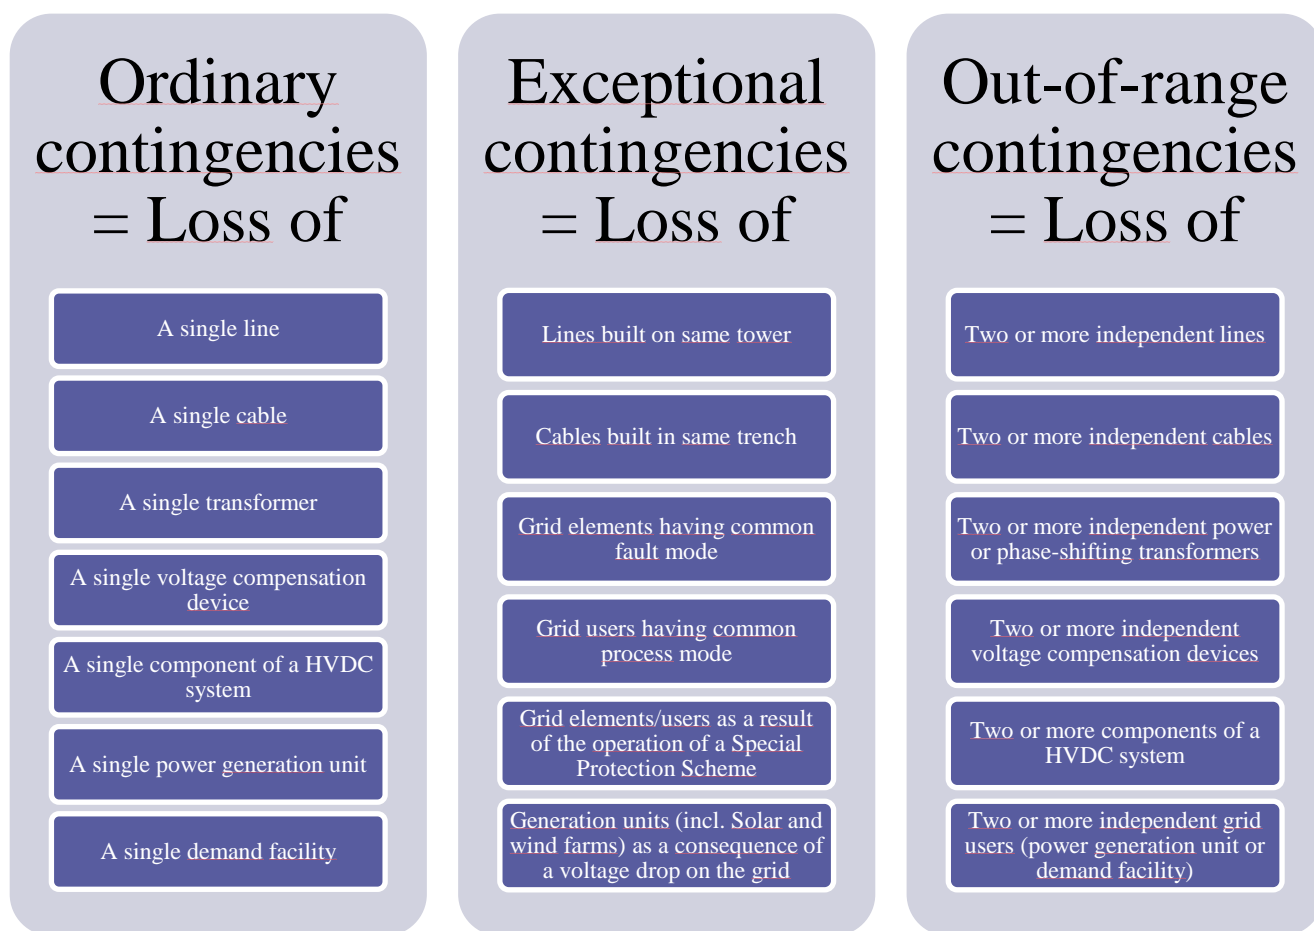 Ordinary
contingencies
= Loss of
A single line
A single cable
A single transformer
A single voltage compensation
device
A single component of a HVDC
system
A single power generation unit
A single demand facility
Exceptional
contingencies
= Loss of
Lines built on same tower
Cables built in same trench
Grid elements having common
fault mode
Grid users having common
process mode
Grid elements/users as a result
of the operation of a Special
Protection Scheme
Generation units (incl. Solar and
wind farms) as a consequence of
a voltage drop on the grid
Out-of-range
contingencies
= Loss of
Two or more independent lines
Two or more independent cables
Two or more independent power
or phase-shifting transformers
Two or more independent
voltage compensation devices
Two or more components of a
HVDC system
Two or more independent grid
users (power generation unit or
demand facility)